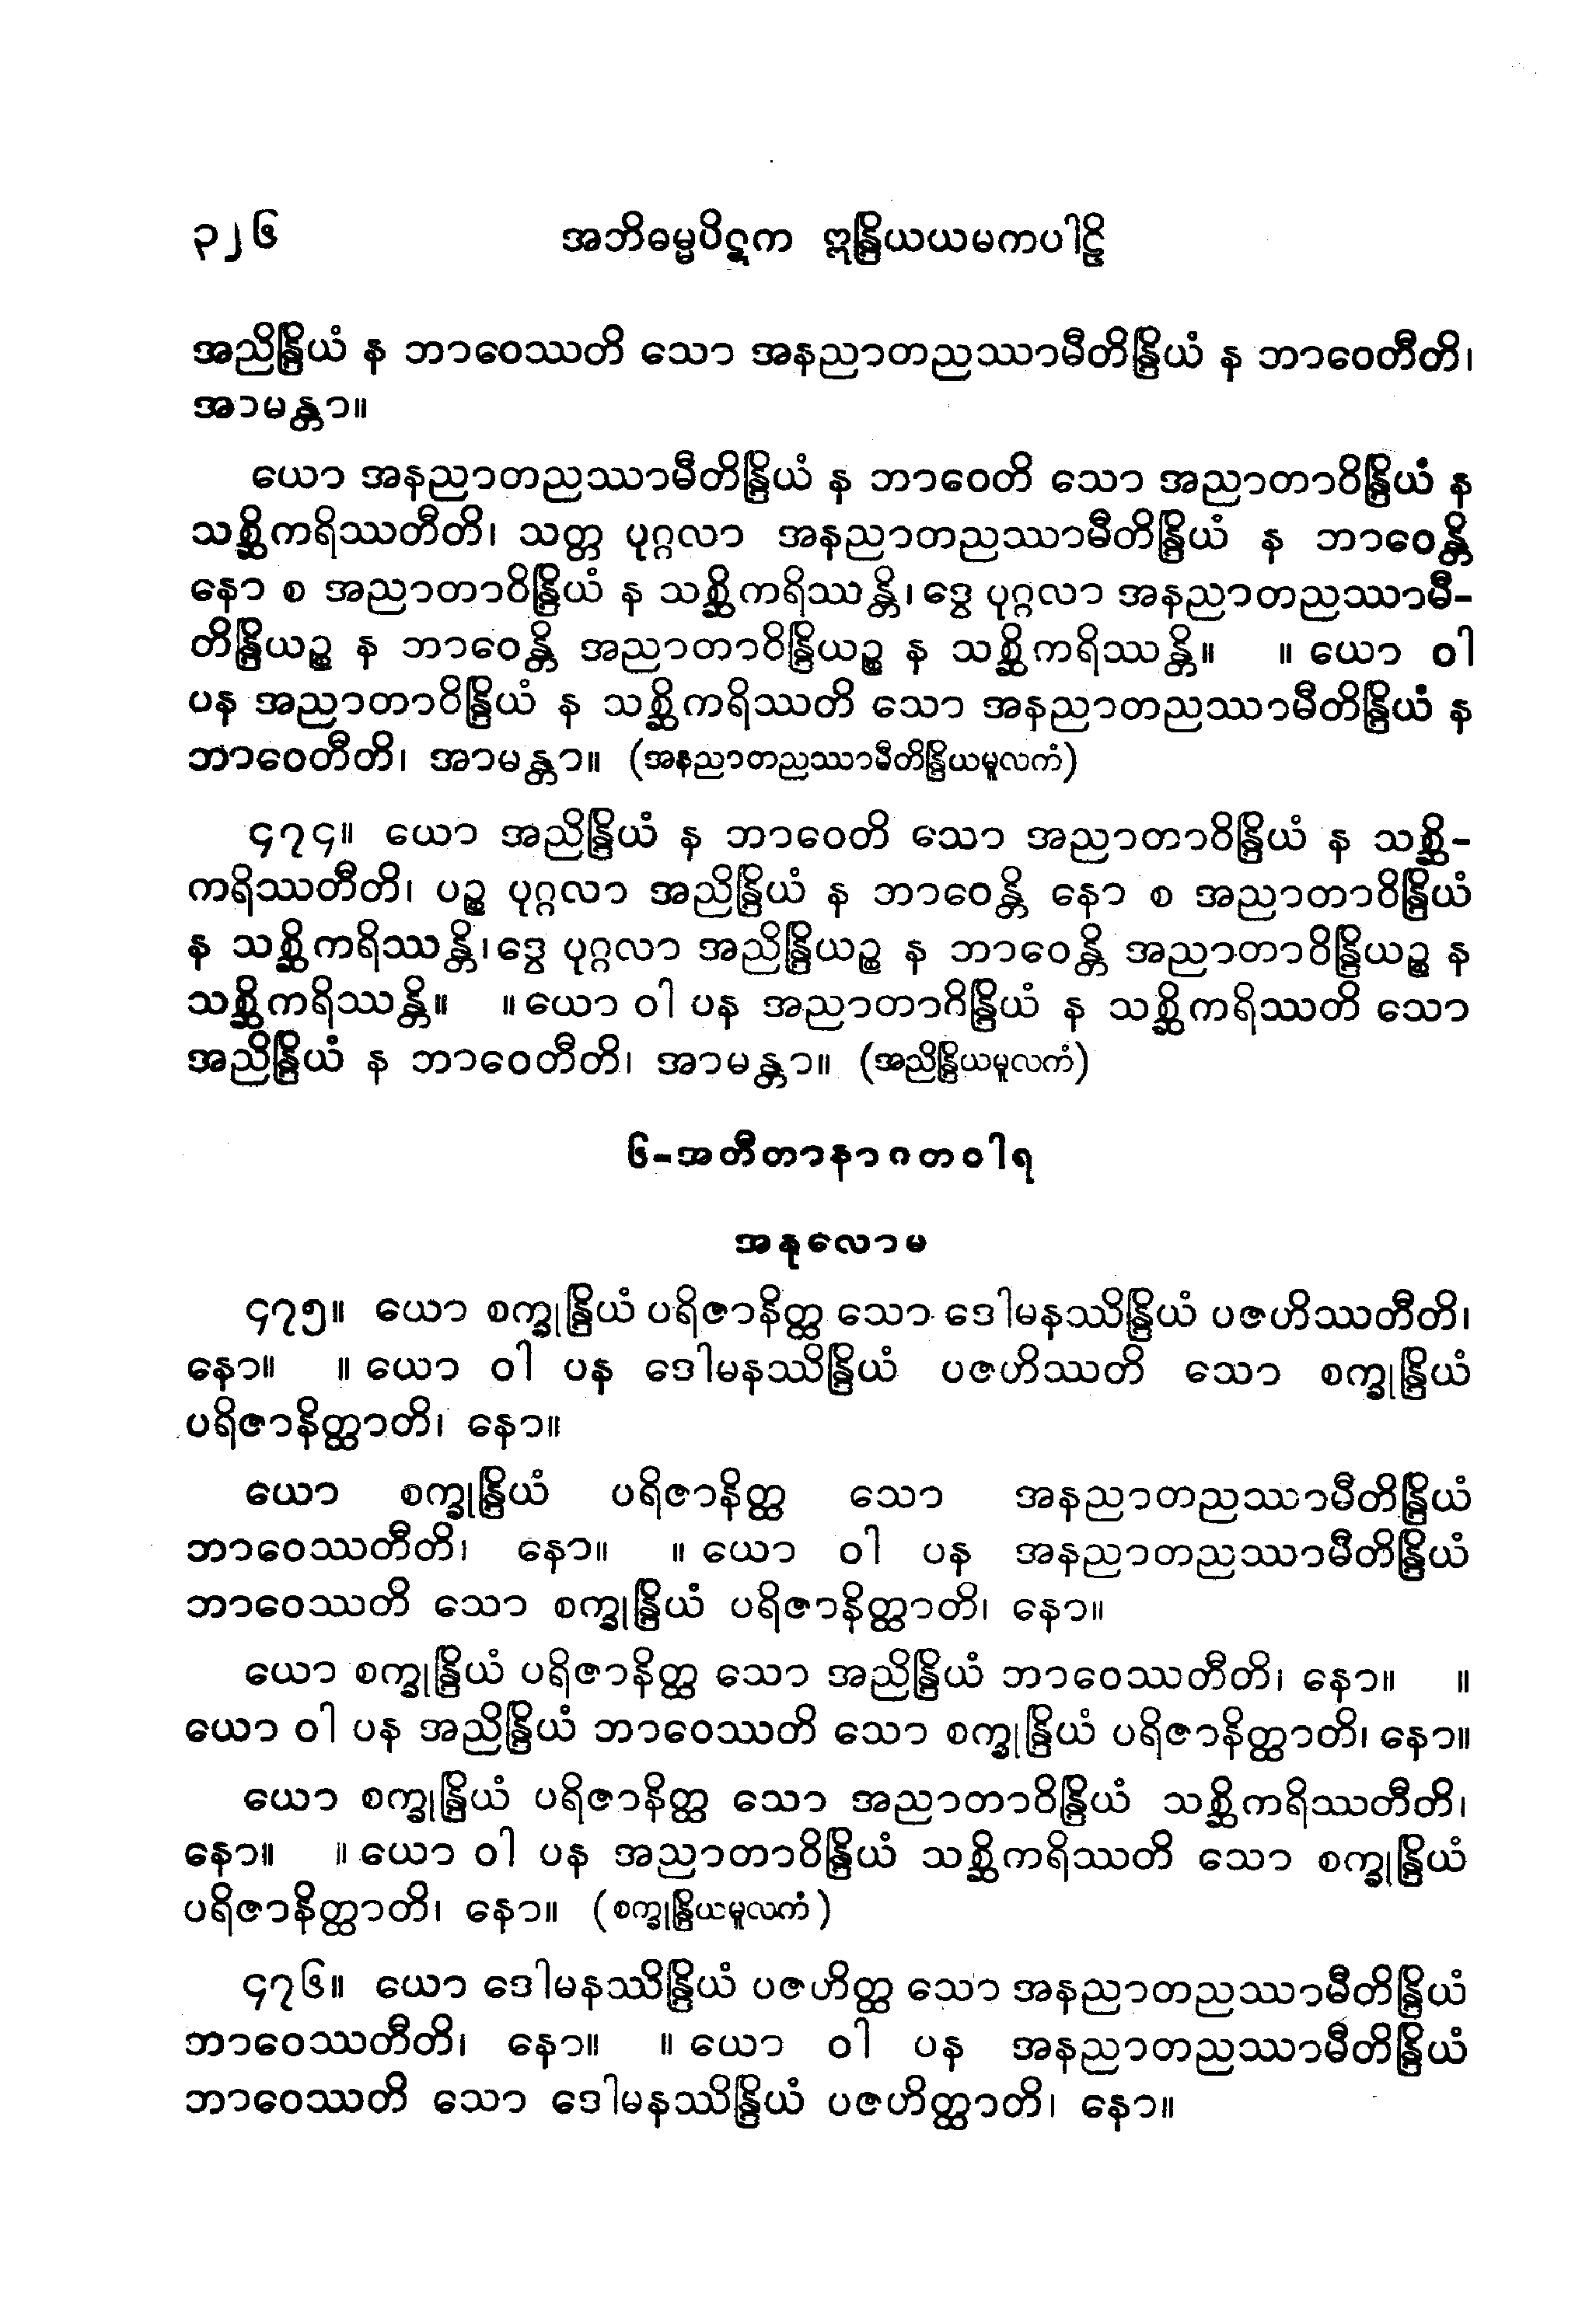 ၃၂၆ အဘိဓမ္မပိဋက ဣန္ဒြိယယမကပါဠိ
အညိန္ဒြိယံ န ဘာဝေဿတိ သော အနညာတညဿာမီတိန္ဒြိယံ န ဘာဝေတီတိ၊
အာမန္တာ။
ယော အနညာတညဿာမီတိန္ဒြိယံ န ဘာဝေတိ သော အညာတာဝိန္ဒြိယံ န
သစ္ဆိကရိဿတီတိ၊ သတ္တ ပုဂ္ဂလာ အနညာတညဿာမီတိန္ဒြိယံ န ဘာဝေန္တိ
နော စ အညာတာဝိန္ဒြိယံ န သစ္ဆိကရိဿန္တိ၊ ဒွေ ပုဂ္ဂလာ အနညာတညဿာမီ-
တိန္ဒြိယဉ္စ န ဘာဝေန္တိ အညာတာဝိန္ဒြိယဉ္စ န သစ္ဆိကရိဿန္တိ။ ။ ယော ဝါ
ပန အညာတာဝိန္ဒြိယံ န သစ္ဆိကရိဿတိ သော အနညာတညဿာမီတိန္ဒြိယံ န
ဘာဝေတီတိ၊ အာမန္တာ။ (အနညာတညဿာမီတိန္ဒြိယမူလကံ)
၄၇၄။ ယော အညိန္ဒြိယံ န ဘာဝေတိ သော အညာတာဝိန္ဒြိယံ န သစ္ဆိ-
ကရိဿတီတိ၊ ပဉ္စ ပုဂ္ဂလာ အညိန္ဒြိယံ န ဘာဝေန္တိ နော စ အညာတာဝိန္ဒြိယံ
န သစ္ဆိကရိဿန္တိ၊ ဒွေ ပုဂ္ဂလာ အညိန္ဒြိယဉ္စ န ဘာဝေန္တိ အညာတာဝိန္ဒြိယဉ္စ န
သစ္ဆိကရိဿန္တိ။ ။ ယော ဝါ ပန အညာတာဝိန္ဒြိယံ န သစ္ဆိကရိဿတိ သော
အညိန္ဒြိယံ န ဘာဝေတီတိ၊ အာမန္တာ။ (အညိန္ဒြိယမူလကံ)
၆-အတီတာနာဂတဝါရ
အနုလောမ
၄၇၅။ ယော စက္ခုန္ဒြိယံ ပရိဇာနိတ္ထ သော ဒေါမနဿိန္ဒြိယံ ပဇဟိဿတီတိ၊
နော။ ။ ယော ဝါ ပန ဒေါမနဿိန္ဒြိယံ ပဇဟိဿတိ သော စက္ခုန္ဒြိယံ
ပရိဇာနိတ္ထာတိ၊ နော။
ယော စက္ခုန္ဒြိယံ ပရိဇာနိတ္ထ သော အနညာတညဿာမီတိန္ဒြိယံ
ဘာဝေဿတီတိ၊ နော။ ။ ယော ဝါ ပန အနညာတညဿာမီတိန္ဒြိယံ
ဘာဝေဿတိ သော စက္ခုန္ဒြိယံ ပရိဇာနိတ္ထာတိ၊ နော။
ယော စက္ခုန္ဒြိယံ ပရိဇာနိတ္ထ သော အညိန္ဒြိယံ ဘာဝေဿတီတိ၊ နော။ ။
ယော ဝါ ပန အညိန္ဒြိယံ ဘာဝေဿတိ သော စက္ခုန္ဒြိယံ ပရိဇာနိတ္ထာတိ၊ နော။
ယော စက္ခုန္ဒြိယံ ပရိဇာနိတ္ထ သော အညာတာဝိန္ဒြိယံ သစ္ဆိကရိဿတီတိ၊
နော။ ။ ယော ဝါ ပန အညာတာဝိန္ဒြိယံ သစ္ဆိကရိဿတိ သော စက္ခုန္ဒြိယံ
ပရိဇာနိတ္ထာတိ၊ နော။ (စက္ခုန္ဒြိယမူလကံ)
၄၇၆။ ယော ဒေါမနဿိန္ဒြိယံ ပဇဟိတ္ထ သော အနညာတညဿာမီတိန္ဒြိယံ
ဘာဝေဿတီတိ၊ နော။ ။ ယော ဝါ ပန အနညာတညဿာမီတိန္ဒြိယံ
ဘာဝေဿတိ သော ဒေါမနဿိန္ဒြိယံ ပဇဟိတ္ထာတိ၊ နော။